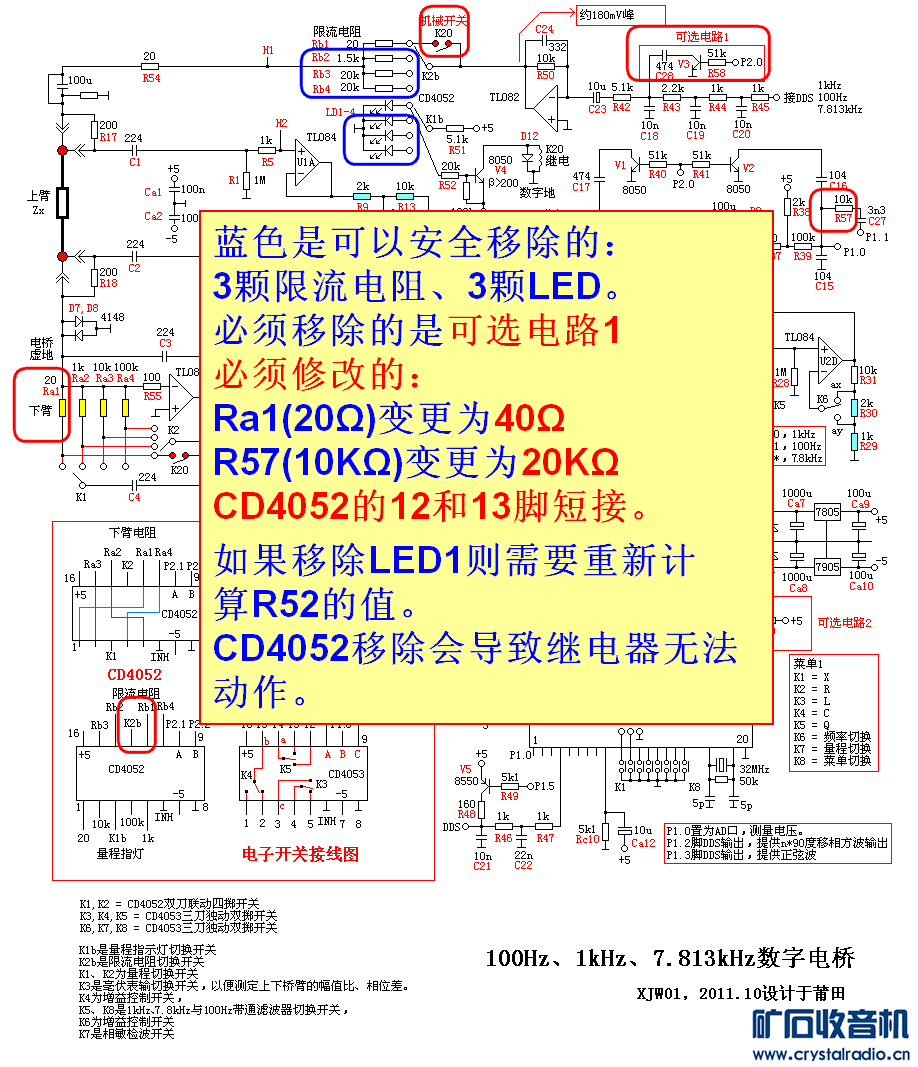 机械开关
约180mV峰
限流电阻
Rb1 20
K20
C24
332
可选电路1
H1
20
R54
Rb2 1.5k
Rb3 20k
Rb4 20k
K2b
10k
R50
474
C26
V3
51k
R58
P2.0
100u
CD4052
TL082
10u
C23
5.1k
R42
2.2k
R43
1k
R44
1k
R45
接DDS
1kHz
100Hz
7.813kHz
LD1-4
K1b
5.1k
R51
+5
10n
C18
10n
C19
10n
C20
200
R17
224
C1
H2
1k
R5
TL084
U1A
D12
K20
继电
数字地
20k
R52
8050
V4
β>200
474
C17
V1
8050
51k
R40
P2.0
51k
R41
V2
8050
104
C16
上臂
Zx
+5
Ca1
100n
Ca2
100
-5
R1
1M
2k
R9
10k
R13
+5
2k
R38
10k
R57
3n3
C27
P1.1
224
C2
200
R18
100k
R39
P1.0
104
C15
蓝色是可以安全移除的：
3颗限流电阻、3颗LED。
必须移除的是可选电路1
必须修改的：
Ra1(20Ω)变更为40Ω
R57(10KΩ)变更为20KΩ
CD4052的12和13脚短接。
如果移除LED1则需要重新计
算R52的值。
CD4052移除会导致继电器无法
动作。
D7,D8
4148
电桥
虚地
224
C3
20
Ra1
1k
Ra2
10k
Ra3
100k
Ra4
100
R55
TL08
下臂
K2
K20
K1
224
C4
TL084
U2D
1M
R28
K5
ax
K6
ay
10k
R31
2k
R30
1k
R29
0, 1kHz
1, 100Hz
*, 7.8kHz
1000u
Ca7
7805
100u
Ca9
+5
1000u
Ca8
7905
100u
Ca10
-5
+5
可选电路2
下臂电阻
Ra2 Ra1 Ra4
Ra3 K2 P2.1 P2
16 9
+5 A B
CD4052
-5
1 K1 INH
CD4052
限流电阻
Rb2 Rb1 Rb4
Rb3 K2b P2.1 P2.2
16 9
+5 A B
CD4052
-5
1 INH 8
20 10k K1b 100k 1k
量程指灯
9
b a +5 A B C
K4 K5 CD4053
K3 -5
c
1 2 3 4 5 INH 7 8
电子开关接线图
菜单1
K1 = X
K2 = R
K3 = L
K4 = C
K5 = Q
K6 = 频率切换
K7 = 量程切换
K8 = 菜单切换
P1.0 1 20
+5
V5
8550
5k1
R49
P1.5
160
R48
DDS
1k
R46
1k
R47
10n
C21
22n
C22
K1 K8
32MHz
50k
5p 5p
5k1
Rc10
10u
Ca12
+5
P1.0置为AD口，测量电压。
P1.2脚DDS输出，提供n*90度移相方波输出
P1.3脚DDS输出，提供正弦波
K1,K2 = CD4052双刀联动四掷开关
K3,K4,K5 = CD4053三刀独动双掷开关
K6,K7,K8 = CD4053三刀独动双掷开关
K1b是量程指示灯切换开关
K2b是限流电阻切换开关
K1、K2为量程切换开关
K3是毫伏表输切换开关，以便测定上下桥臂的幅值比、相位差。
K4为增益控制开关，
K5、K8是1kHz、7.8kHz与100Hz带通滤波器切换开关，
K6为增益控制开关
K7是相敏检波开关
100Hz、1kHz、7.813kHz数字电桥
XJW01, 2011.10设计于莆田
矿石收音机
www.crystalradio.cn